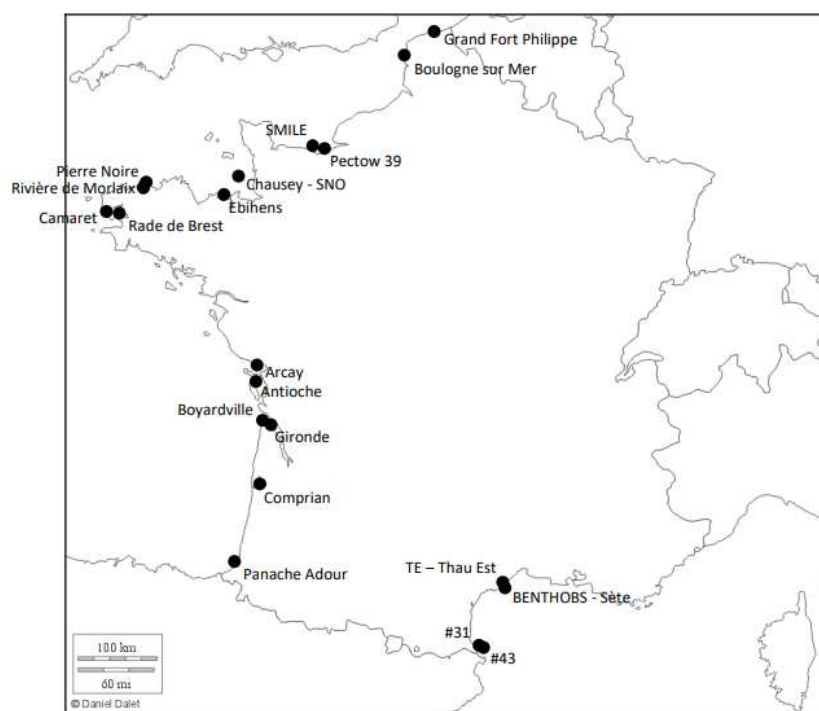 Grand Fort Philippe
Boulogne sur Mer
SMILE
Pectow 39
Pierre Noire
Chausey - SNO
Rivière de Morlaix
Ebihens
Camaret
Rade de Brest
Arcay
Antioche
Boyardville
Gironde
Comprian
Panache Adour
TE – Thau Est
BENTHOBS - Sète
#31
#43
100 km
60 mi
© Daniel Dalet